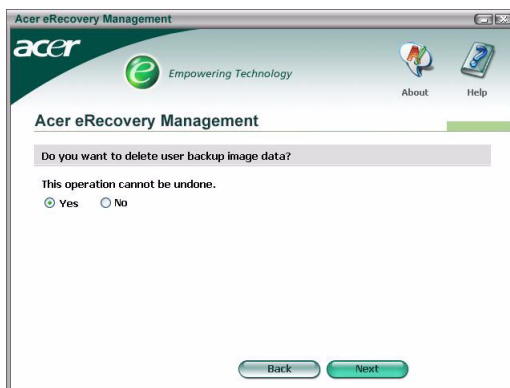 Acer eRecovery Management
acer
e Empowering Technology
About Help
Acer eRecovery Management
Do you want to delete user backup image data?
This operation cannot be undone.
Yes No
Back Next